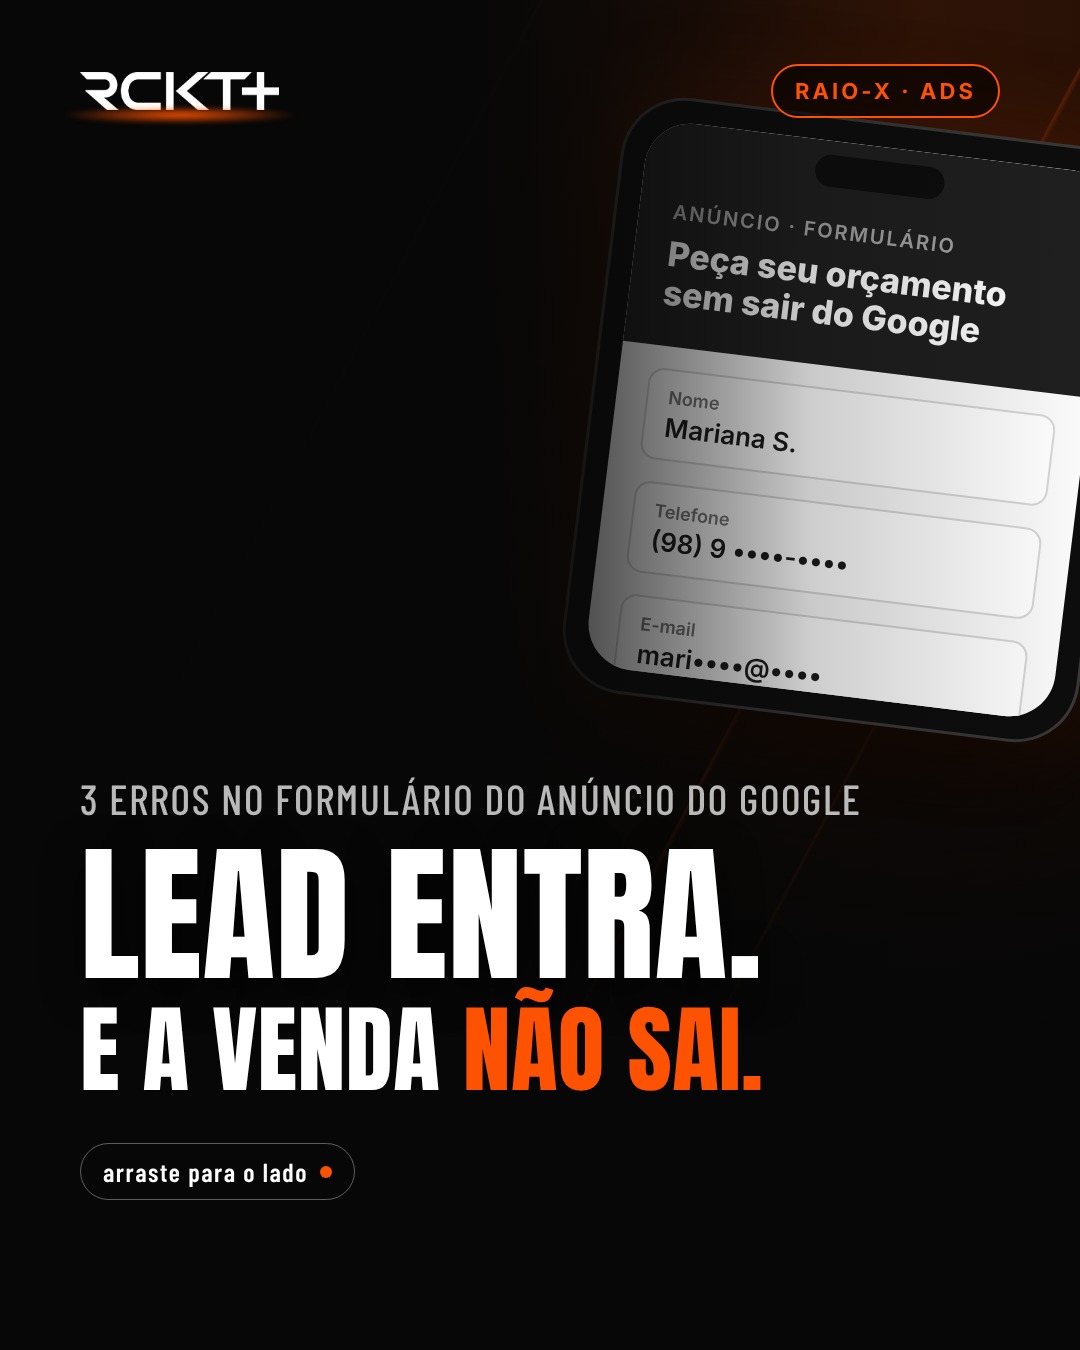 RCKT+
RAIO-X · ADS
ANÚNCIO · FORMULÁRIO
Peça seu orçamento
sem sair do Google
Nome
Mariana S.
Telefone
(98) 9 ••••-••••
E-mail
mari••••@••••
3 ERROS NO FORMULÁRIO DO ANÚNCIO DO GOOGLE
LEAD ENTRA.
E A VENDA NÃO SAI.
arraste para o lado